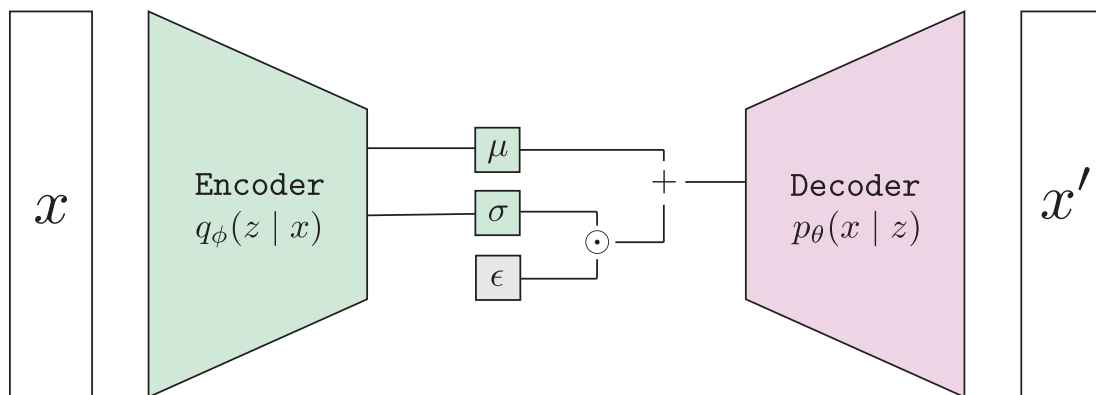 x
Encoder
qϕ(z | x)
μ
σ
ϵ
⊙
+
Decoder
pθ(x | z)
x′